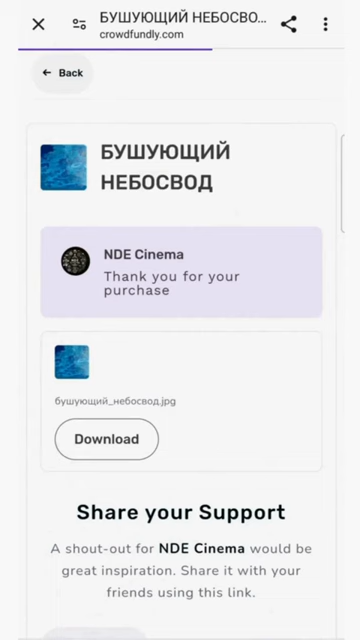 БУШУЮЩИЙ НЕБОСВО...
crowdfundly.com
← Back
БУШУЮЩИЙ
НЕБОСВОД
NDE Cinema
Thank you for your
purchase
бушующий_небосвод.jpg
Download
Share your Support
A shout-out for NDE Cinema would be
great inspiration. Share it with your
friends using this link.